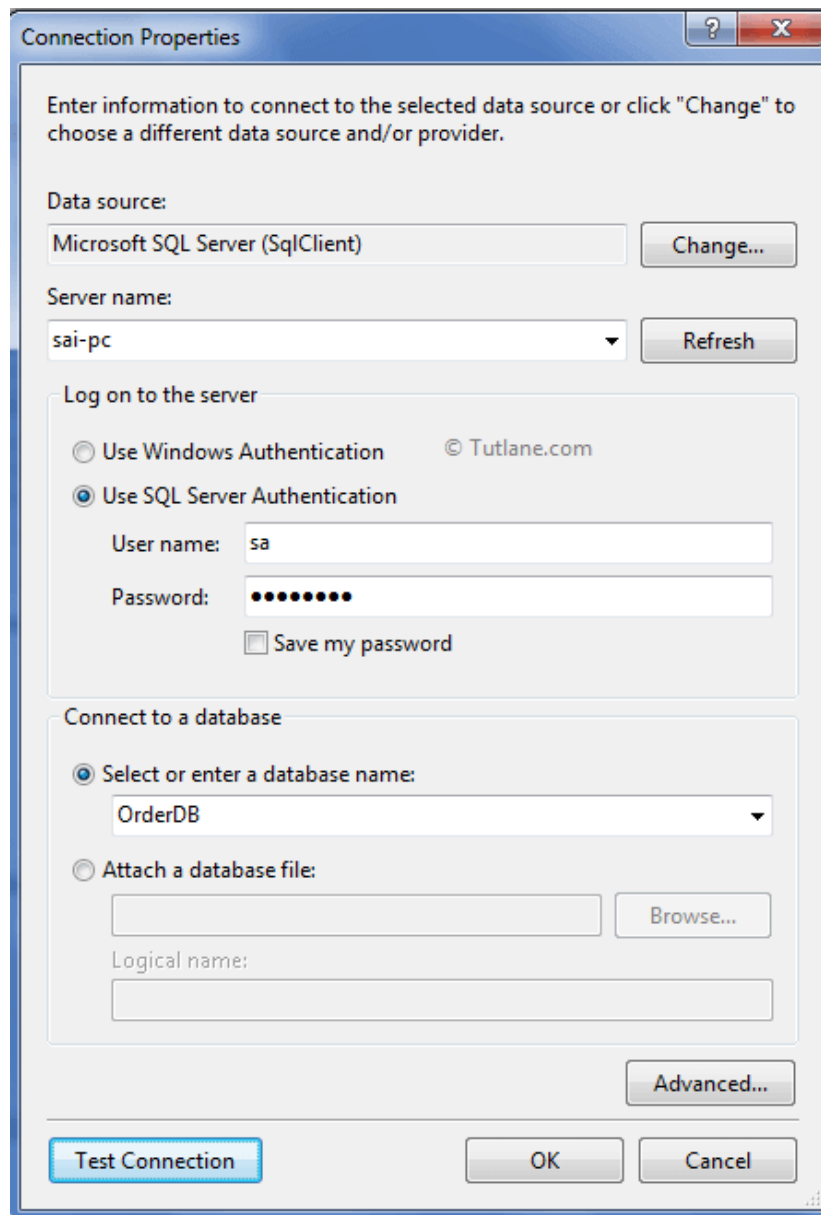 Connection Properties
?
X
Enter information to connect to the selected data source or click "Change" to
choose a different data source and/or provider.
Data source:
Microsoft SQL Server (SqlClient)
Change...
Server name:
sai-pc
Refresh
Log on to the server
Use Windows Authentication
© Tutlane.com
Use SQL Server Authentication
User name:
sa
Password:
••••••••
Save my password
Connect to a database
Select or enter a database name:
OrderDB
Attach a database file:
Browse...
Logical name:
Advanced...
Test Connection
OK
Cancel